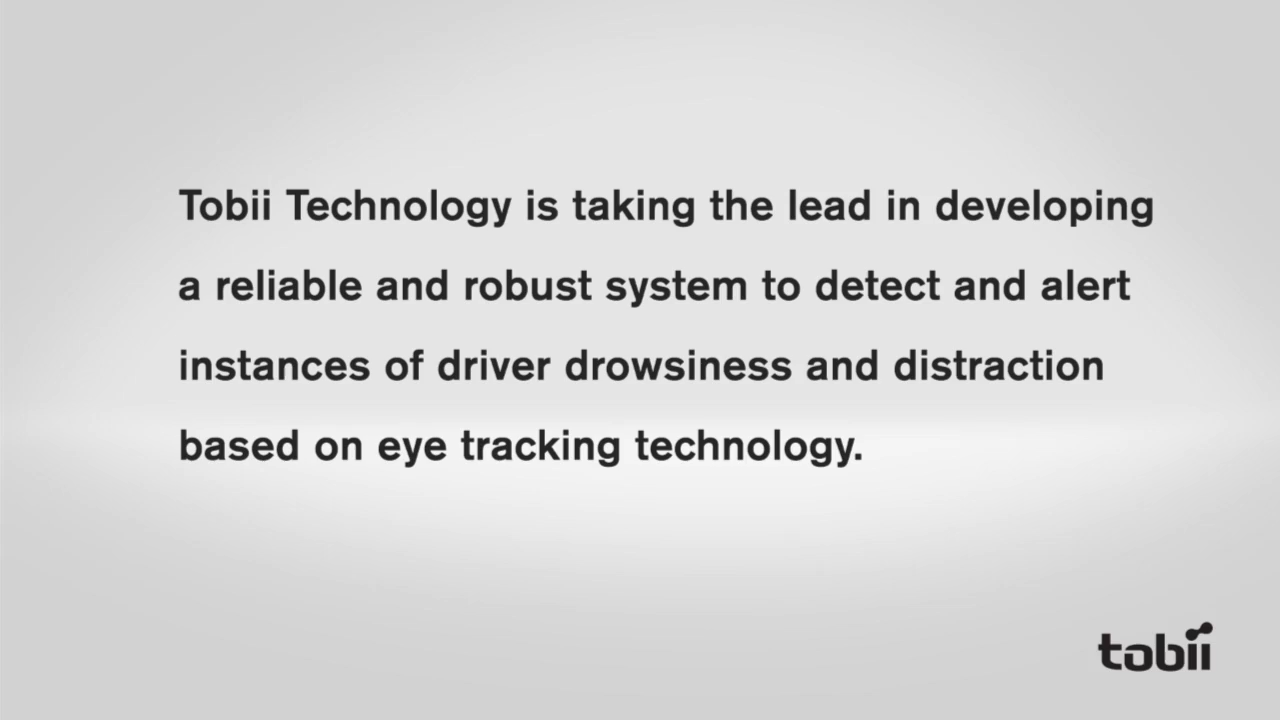 Tobii Technology is taking the lead in developing
a reliable and robust system to detect and alert
instances of driver drowsiness and distraction
based on eye tracking technology.
tobii